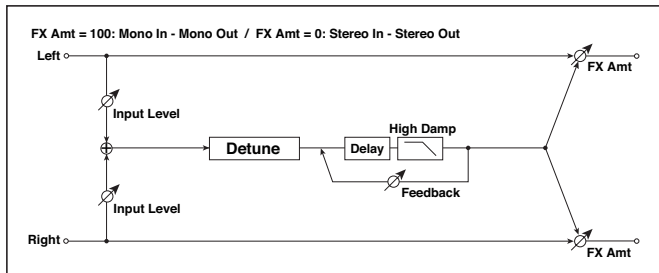 FX Amt = 100: Mono In - Mono Out / FX Amt = 0: Stereo In - Stereo Out
Left
FX Amt
Input Level
High Damp
Detune
Delay
Feedback
Input Level
Right
FX Amt